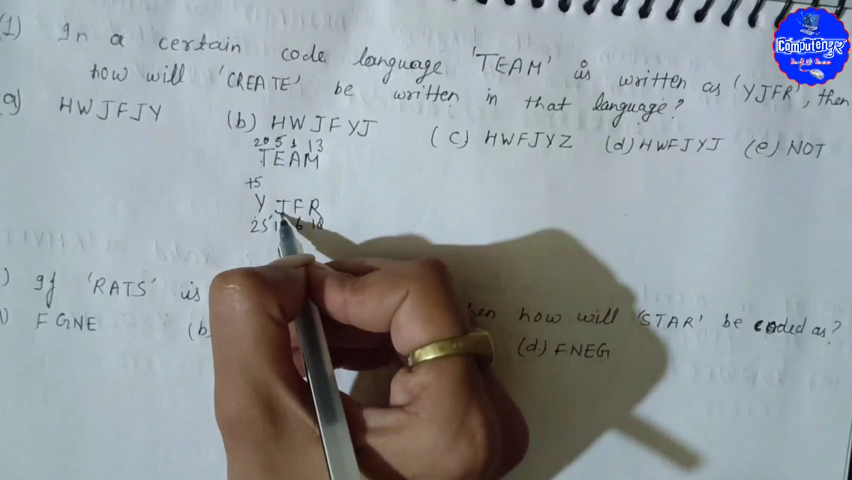 (1) In a certain code language 'TEAM' is written as 'YJFR', then
how will 'CREATE' be written in that language?
a) HWJFJY (b) HWJFYJ (c) HWFJYZ (d) HWFJYJ (e) NOT
20 5 1 13
TEAM
+5
YJFR
25 6 18
) If 'RATS' is then how will 'STAR' be coded as?
) FGNE (b) (d) FNEG
Computengr